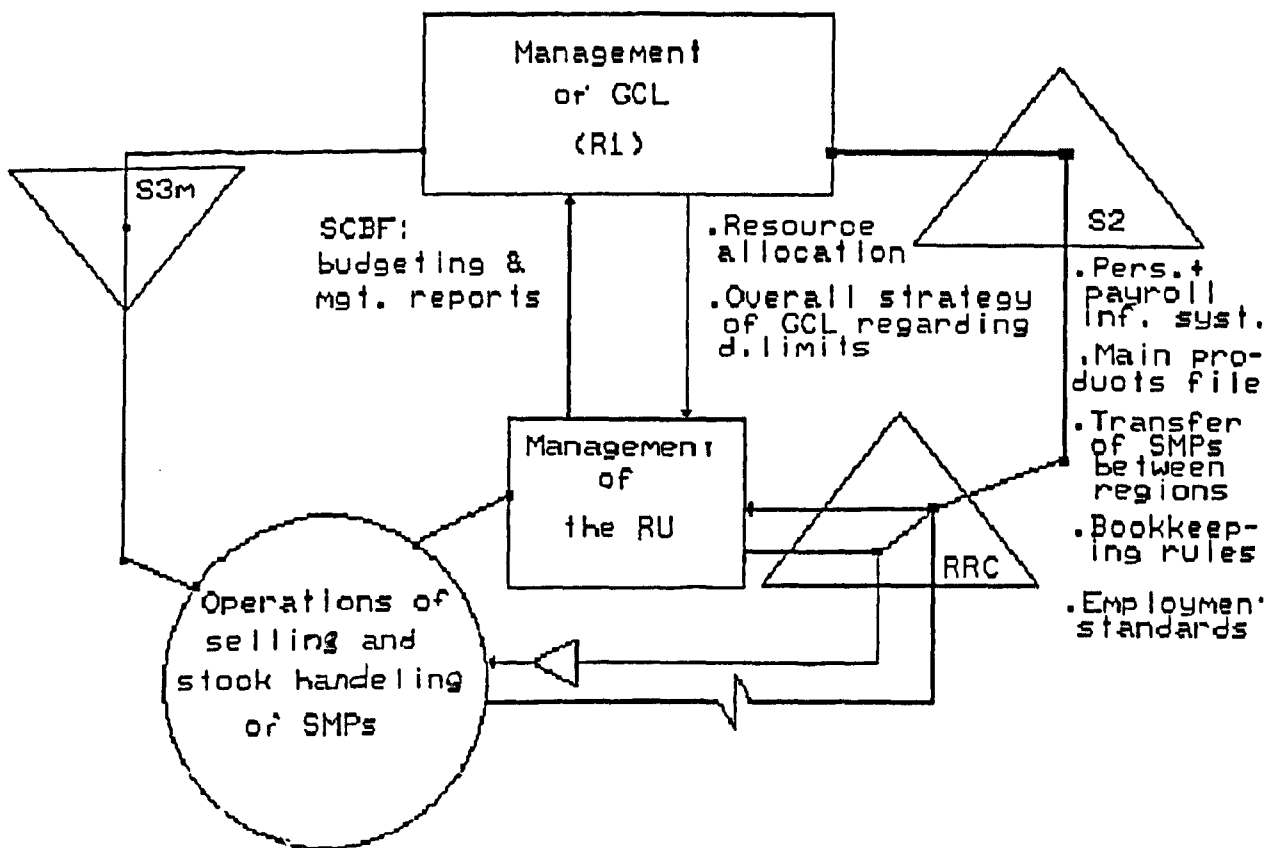 Management
of GCL
(R1)
S3m
S2
SCBF:
budgeting &
mgt. reports
.Resource
allocation
.Overall strategy
of GCL regarding
d.limits
.Pers.+
payroll
inf. syst.
.Main pro-
ducts file
.Transfer
of SMPs
between
regions
.Bookkeep-
ing rules
.Employmen
standards
Management
of
the RU
RRC
Operations of
selling and
stock handeling
of SMPs